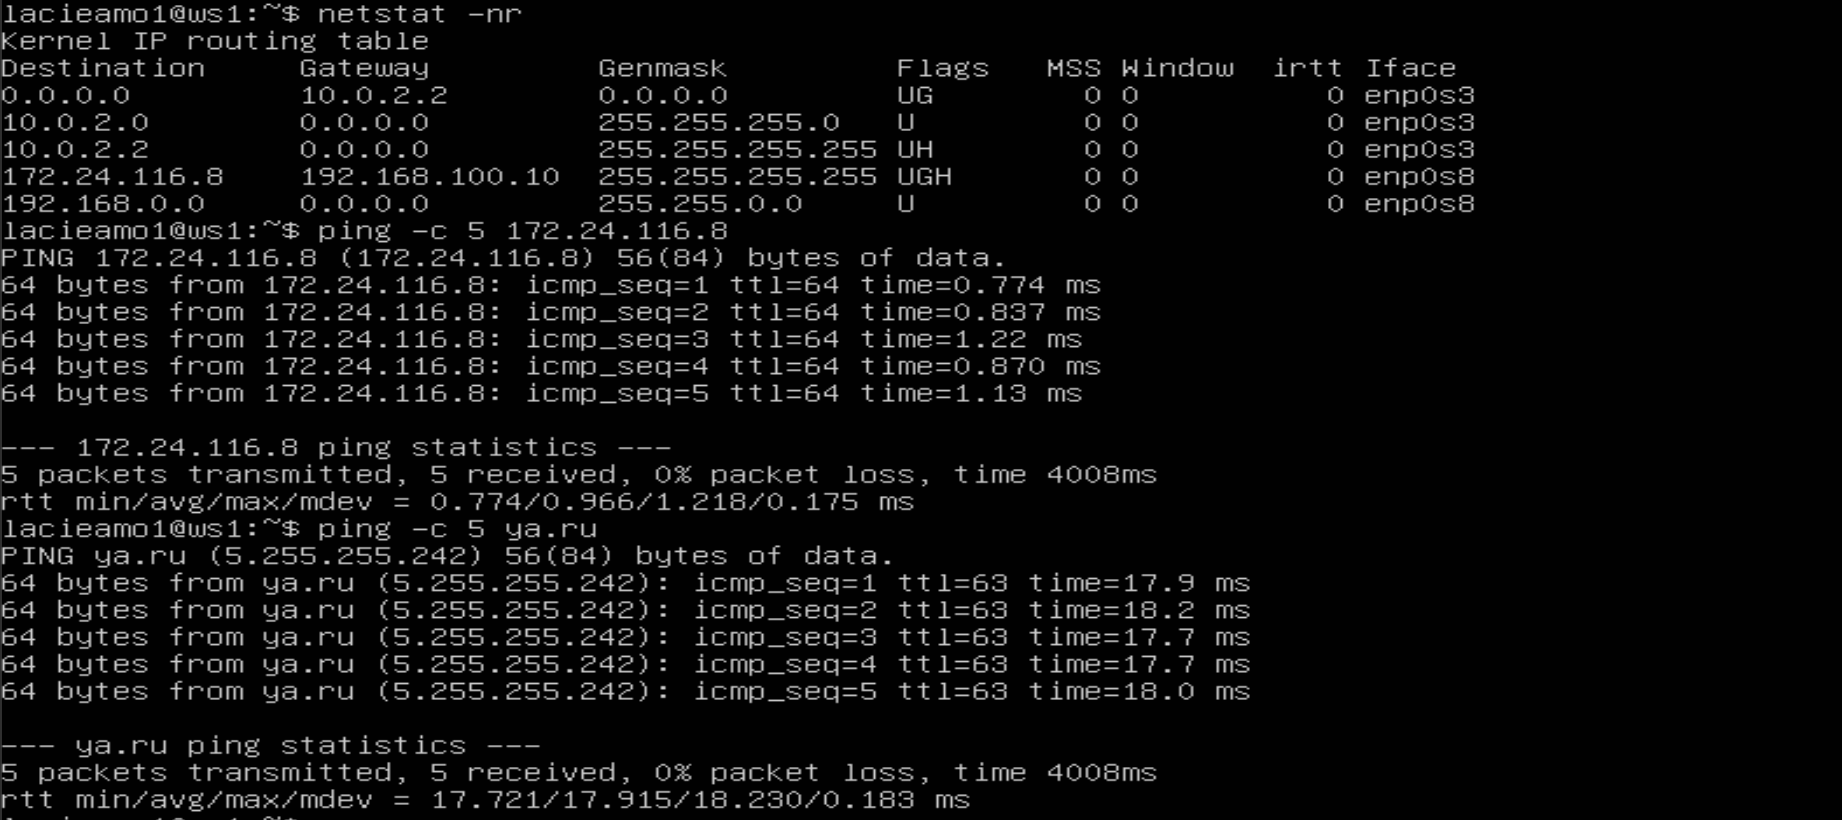 lacieamo1@ws1:~$ netstat -nr
Kernel IP routing table
Destination     Gateway         Genmask         Flags   MSS Window  irtt Iface
0.0.0.0         10.0.2.2        0.0.0.0         UG        0 0          0 enp0s3
10.0.2.0        0.0.0.0         255.255.255.0   U         0 0          0 enp0s3
10.0.2.2        0.0.0.0         255.255.255.255 UH        0 0          0 enp0s3
172.24.116.8    192.168.100.10  255.255.255.255 UGH       0 0          0 enp0s8
192.168.0.0     0.0.0.0         255.255.0.0     U         0 0          0 enp0s8
lacieamo1@ws1:~$ ping -c 5 172.24.116.8
PING 172.24.116.8 (172.24.116.8) 56(84) bytes of data.
64 bytes from 172.24.116.8: icmp_seq=1 ttl=64 time=0.774 ms
64 bytes from 172.24.116.8: icmp_seq=2 ttl=64 time=0.837 ms
64 bytes from 172.24.116.8: icmp_seq=3 ttl=64 time=1.22 ms
64 bytes from 172.24.116.8: icmp_seq=4 ttl=64 time=0.870 ms
64 bytes from 172.24.116.8: icmp_seq=5 ttl=64 time=1.13 ms
--- 172.24.116.8 ping statistics ---
5 packets transmitted, 5 received, 0% packet loss, time 4008ms
rtt min/avg/max/mdev = 0.774/0.966/1.218/0.175 ms
lacieamo1@ws1:~$ ping -c 5 ya.ru
PING ya.ru (5.255.255.242) 56(84) bytes of data.
64 bytes from ya.ru (5.255.255.242): icmp_seq=1 ttl=63 time=17.9 ms
64 bytes from ya.ru (5.255.255.242): icmp_seq=2 ttl=63 time=18.2 ms
64 bytes from ya.ru (5.255.255.242): icmp_seq=3 ttl=63 time=17.7 ms
64 bytes from ya.ru (5.255.255.242): icmp_seq=4 ttl=63 time=17.7 ms
64 bytes from ya.ru (5.255.255.242): icmp_seq=5 ttl=63 time=18.0 ms
--- ya.ru ping statistics ---
5 packets transmitted, 5 received, 0% packet loss, time 4008ms
rtt min/avg/max/mdev = 17.721/17.915/18.230/0.183 ms